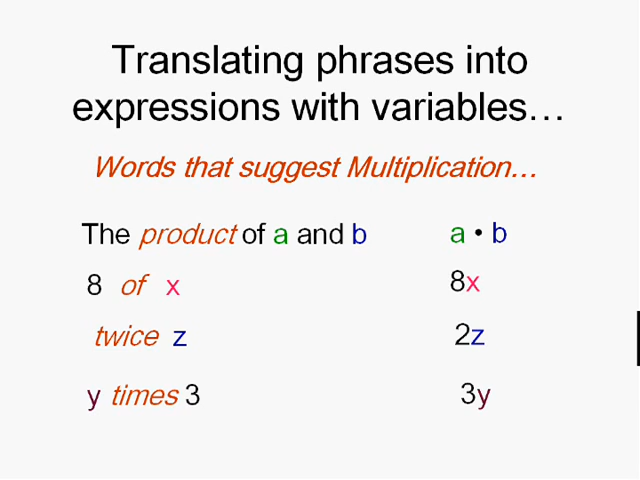 Translating phrases into
expressions with variables…
Words that suggest Multiplication…
The product of a and b a • b
8 of x 8x
twice z 2z
y times 3 3y